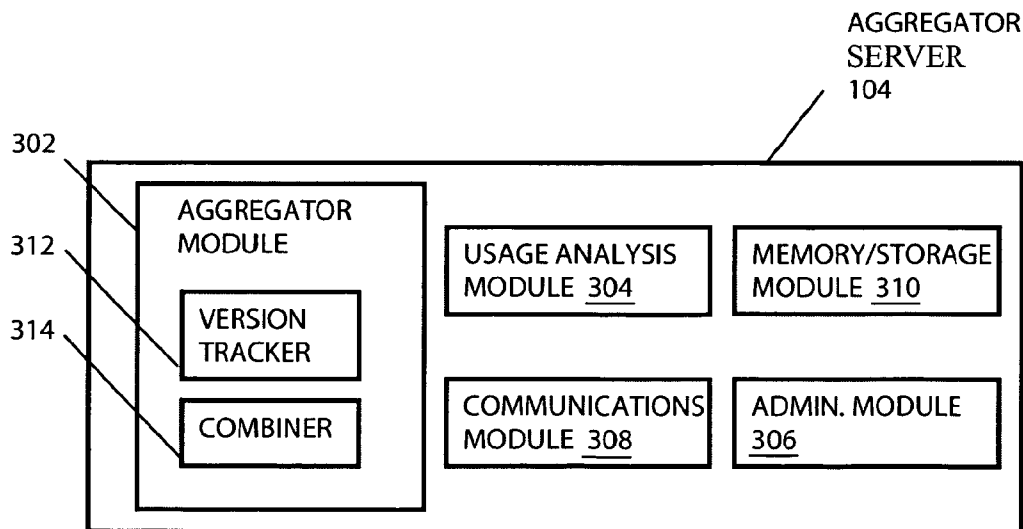 AGGREGATOR
SERVER
104
302
312
314
AGGREGATOR
MODULE
VERSION
TRACKER
COMBINER
USAGE ANALYSIS
MODULE 304
MEMORY/STORAGE
MODULE 310
COMMUNICATIONS
MODULE 308
ADMIN. MODULE
306